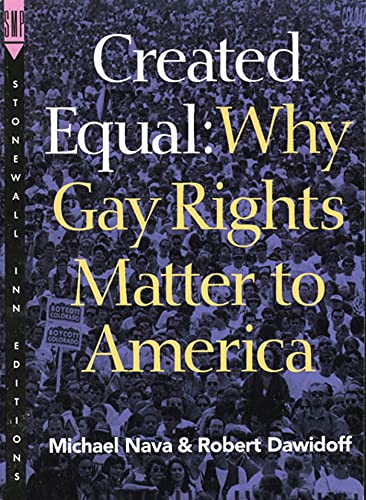 SMP
STONEWALL INN EDITIONS
Created
Equal: Why
Gay Rights
Matter to
America
BOYCOTT
COLORADO
BOYCOTT
COLORADO
Michael Nava & Robert Dawidoff